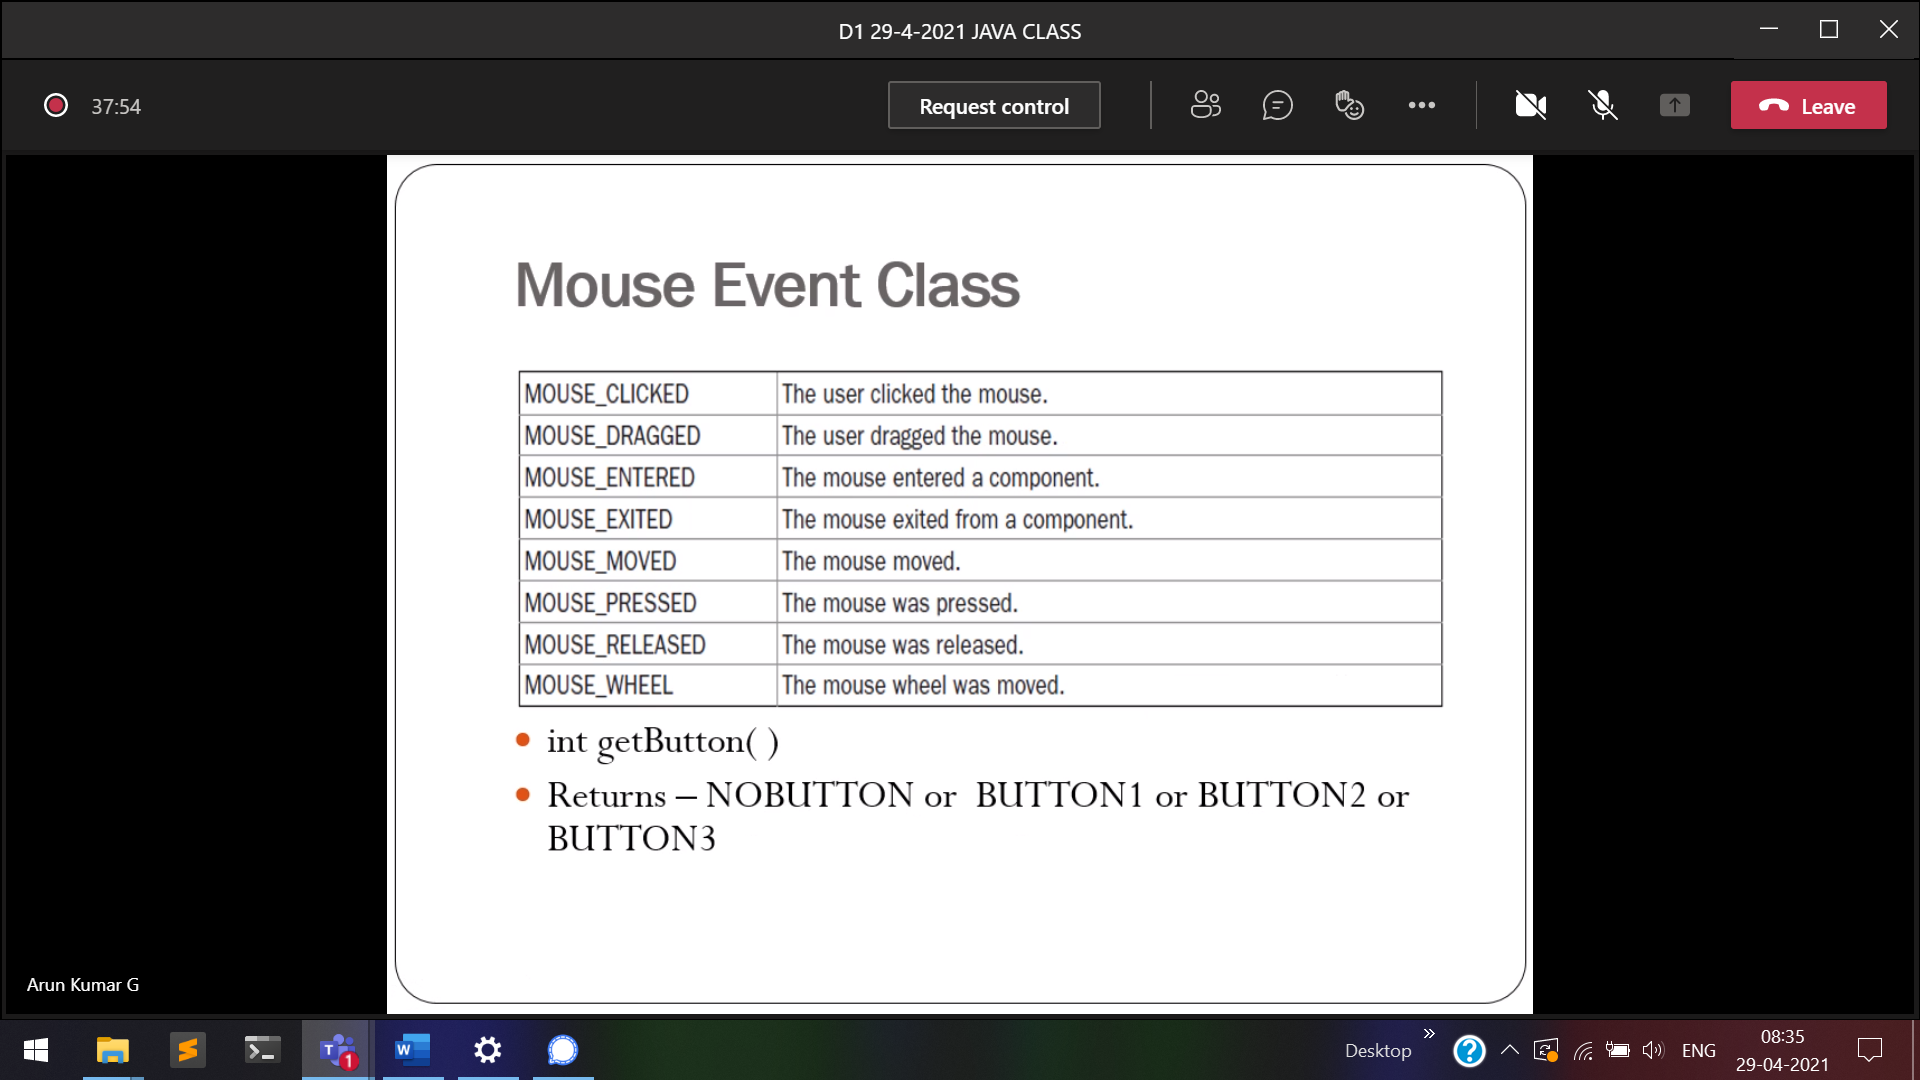 D1 29-4-2021 JAVA CLASS
37:54
Request control
Leave
Mouse Event Class
MOUSE_CLICKED The user clicked the mouse.
MOUSE_DRAGGED The user dragged the mouse.
MOUSE_ENTERED The mouse entered a component.
MOUSE_EXITED The mouse exited from a component.
MOUSE_MOVED The mouse moved.
MOUSE_PRESSED The mouse was pressed.
MOUSE_RELEASED The mouse was released.
MOUSE_WHEEL The mouse wheel was moved.
• int getButton( )
• Returns – NOBUTTON or  BUTTON1 or BUTTON2 or
BUTTON3
Arun Kumar G
T 1
W
Desktop
»
?
ENG
08:35
29-04-2021